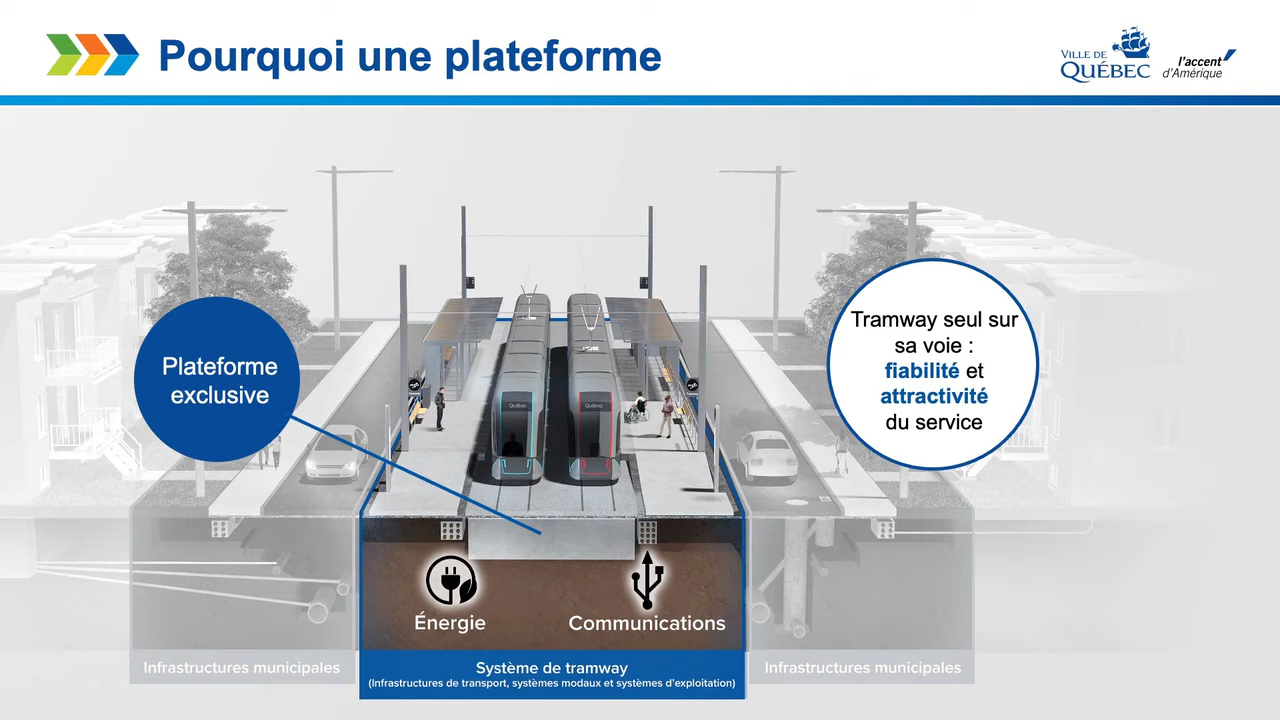 Pourquoi une plateforme
VILLE DE
QUÉBEC
l'accent
d'Amérique
Plateforme
exclusive
Tramway seul sur
sa voie :
fiabilité et
attractivité
du service
Québec
Québec
Énergie
Communications
Infrastructures municipales
Système de tramway
(Infrastructures de transport, systèmes modaux et systèmes d'exploitation)
Infrastructures municipales